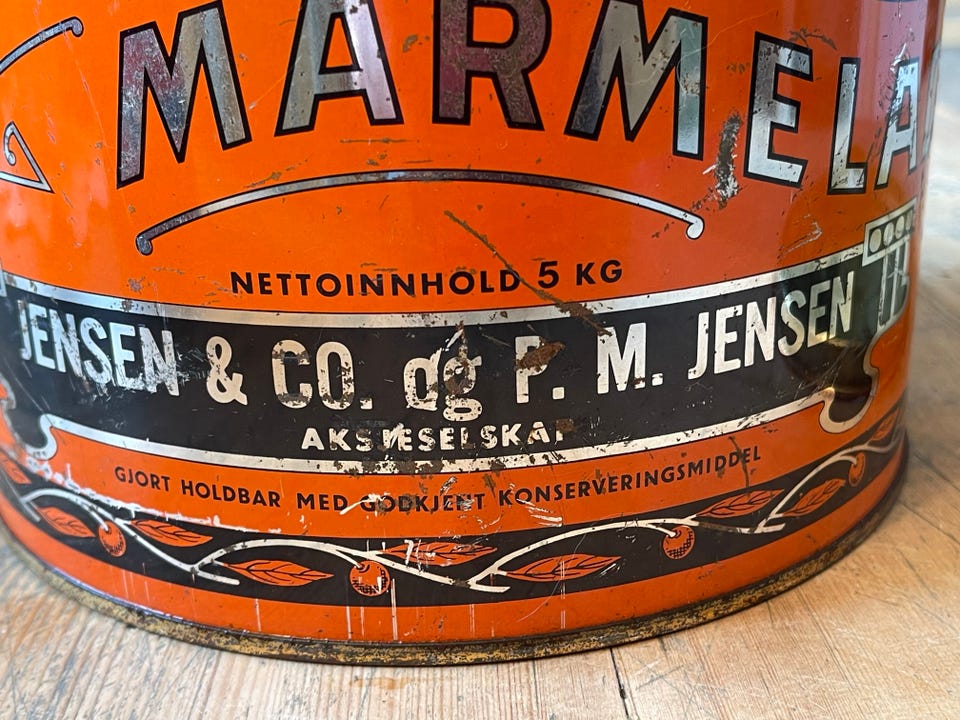 MARMELA
NETTOINNHOLD 5 KG
JENSEN & CO. og P. M. JENSEN
AKSJESELSKAP
GJORT HOLDBAR MED GODKJENT KONSERVERINGSMIDDEL